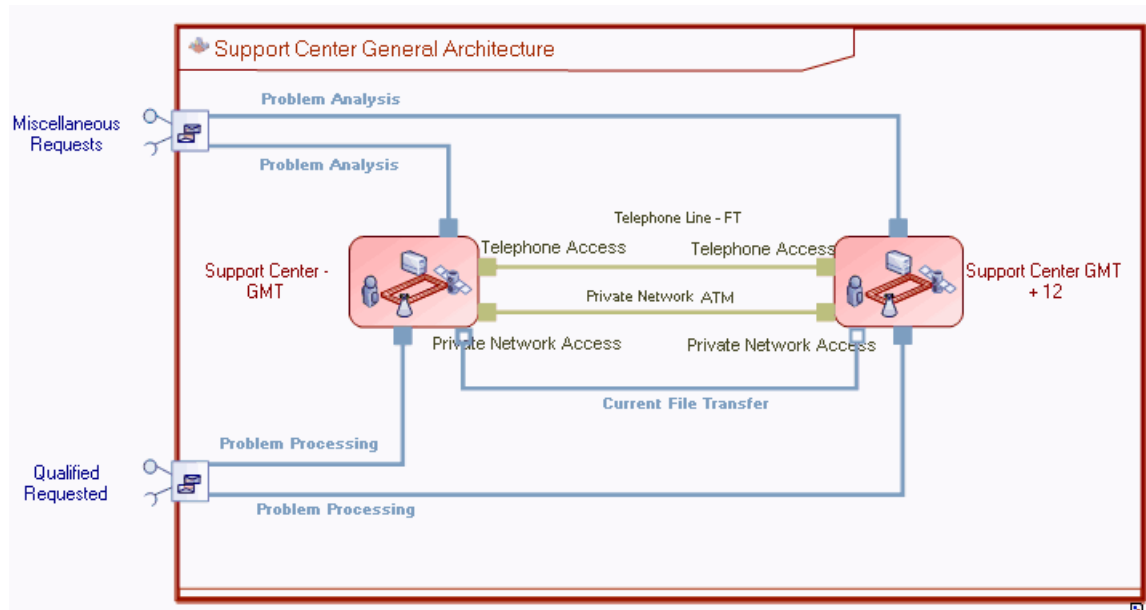 Support Center General Architecture
Problem Analysis
Miscellaneous
Requests
Problem Analysis
Telephone Line - FT
Telephone Access
Telephone Access
Support Center -
GMT
Support Center GMT
+ 12
Private Network ATM
Private Network Access
Private Network Access
Current File Transfer
Problem Processing
Qualified
Requested
Problem Processing